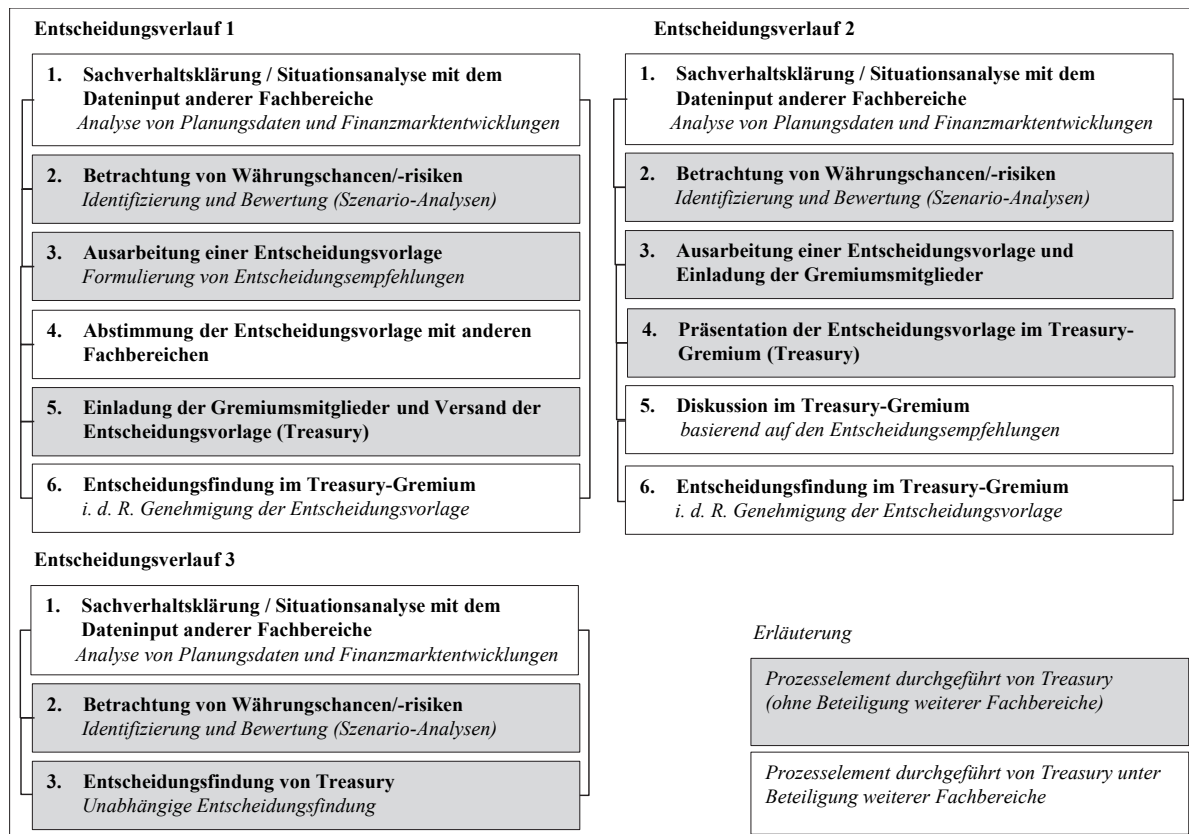 Entscheidungsverlauf 1
1. Sachverhaltsklärung / Situationsanalyse mit dem
Dateninput anderer Fachbereiche
Analyse von Planungsdaten und Finanzmarktentwicklungen
2. Betrachtung von Währungschancen/-risiken
Identifizierung und Bewertung (Szenario-Analysen)
3. Ausarbeitung einer Entscheidungsvorlage
Formulierung von Entscheidungsempfehlungen
4. Abstimmung der Entscheidungsvorlage mit anderen
Fachbereichen
5. Einladung der Gremiumsmitglieder und Versand der
Entscheidungsvorlage (Treasury)
6. Entscheidungsfindung im Treasury-Gremium
i. d. R. Genehmigung der Entscheidungsvorlage
Entscheidungsverlauf 2
1. Sachverhaltsklärung / Situationsanalyse mit dem
Dateninput anderer Fachbereiche
Analyse von Planungsdaten und Finanzmarktentwicklungen
2. Betrachtung von Währungschancen/-risiken
Identifizierung und Bewertung (Szenario-Analysen)
3. Ausarbeitung einer Entscheidungsvorlage und
Einladung der Gremiumsmitglieder
4. Präsentation der Entscheidungsvorlage im Treasury-
Gremium (Treasury)
5. Diskussion im Treasury-Gremium
basierend auf den Entscheidungsempfehlungen
6. Entscheidungsfindung im Treasury-Gremium
i. d. R. Genehmigung der Entscheidungsvorlage
Entscheidungsverlauf 3
1. Sachverhaltsklärung / Situationsanalyse mit dem
Dateninput anderer Fachbereiche
Analyse von Planungsdaten und Finanzmarktentwicklungen
2. Betrachtung von Währungschancen/-risiken
Identifizierung und Bewertung (Szenario-Analysen)
3. Entscheidungsfindung von Treasury
Unabhängige Entscheidungsfindung
Erläuterung
Prozesselement durchgeführt von Treasury
(ohne Beteiligung weiterer Fachbereiche)
Prozesselement durchgeführt von Treasury unter
Beteiligung weiterer Fachbereiche